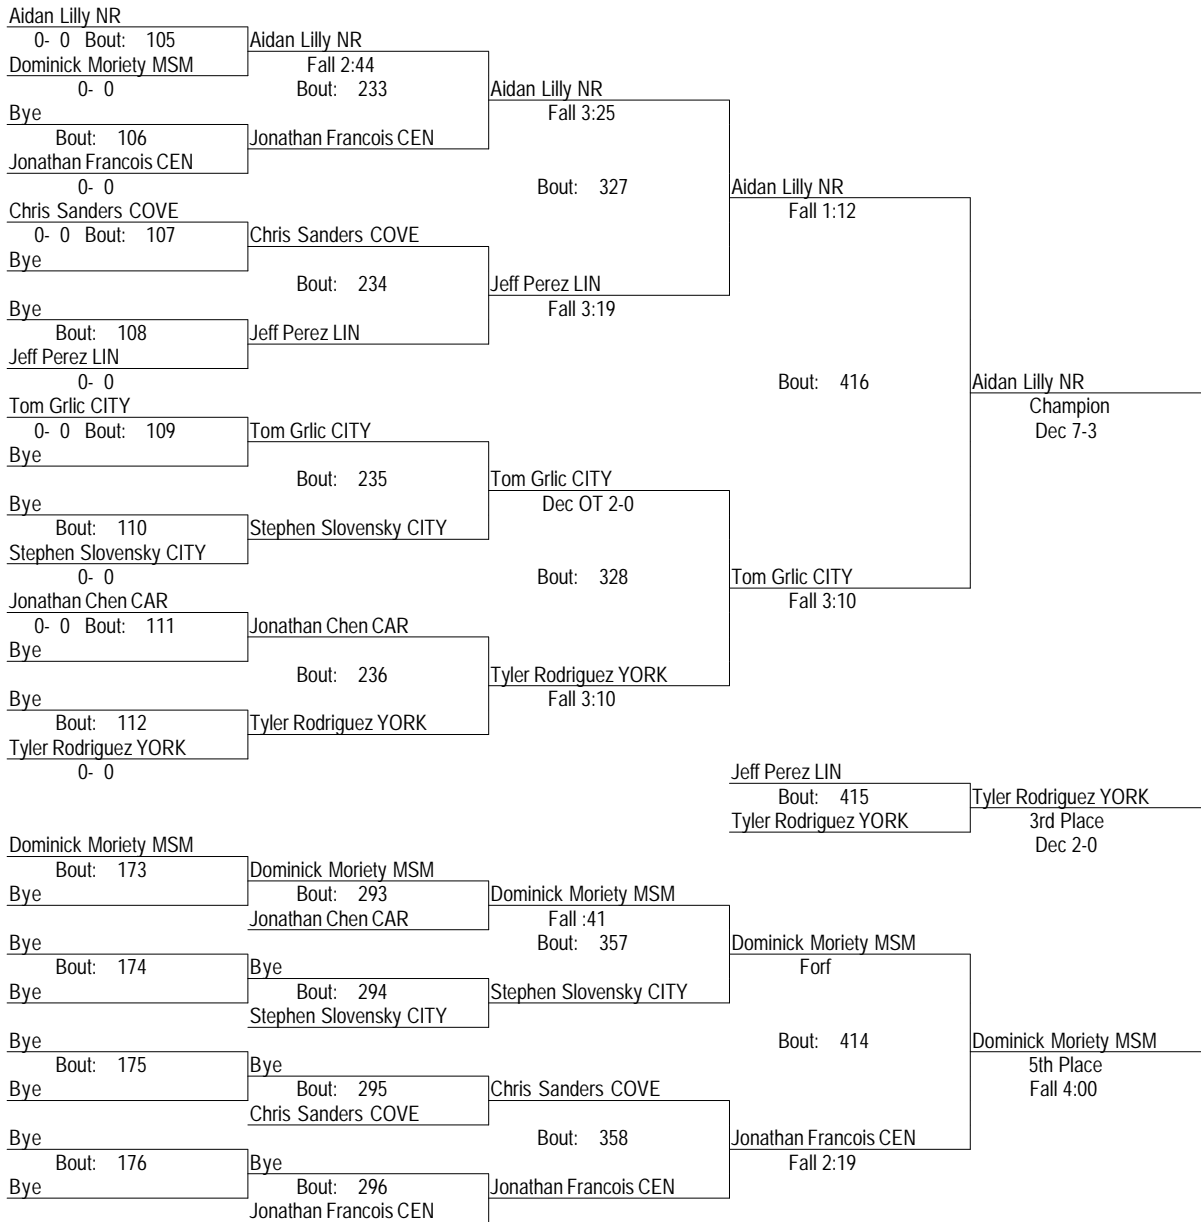 Aidan Lilly NR
0- 0 Bout: 105
Aidan Lilly NR
Dominick Moriety MSM
Fall 2:44
0- 0
Bout: 233
Aidan Lilly NR
Bye
Fall 3:25
Bout: 106
Jonathan Francois CEN
Jonathan Francois CEN
0- 0
Bout: 327
Aidan Lilly NR
Chris Sanders COVE
Fall 1:12
0- 0 Bout: 107
Chris Sanders COVE
Bye
Bout: 234
Jeff Perez LIN
Bye
Fall 3:19
Bout: 108
Jeff Perez LIN
Jeff Perez LIN
0- 0
Bout: 416
Aidan Lilly NR
Tom Grlic CITY
Champion
0- 0 Bout: 109
Tom Grlic CITY
Dec 7-3
Bye
Bout: 235
Tom Grlic CITY
Bye
Dec OT 2-0
Bout: 110
Stephen Slovensky CITY
Stephen Slovensky CITY
0- 0
Bout: 328
Tom Grlic CITY
Jonathan Chen CAR
Fall 3:10
0- 0 Bout: 111
Jonathan Chen CAR
Bye
Bout: 236
Tyler Rodriguez YORK
Bye
Fall 3:10
Bout: 112
Tyler Rodriguez YORK
Tyler Rodriguez YORK
0- 0
Jeff Perez LIN
Bout: 415
Tyler Rodriguez YORK
Tyler Rodriguez YORK
3rd Place
Dec 2-0
Dominick Moriety MSM
Bout: 173
Dominick Moriety MSM
Bye
Bout: 293
Dominick Moriety MSM
Jonathan Chen CAR
Fall :41
Bye
Bout: 357
Dominick Moriety MSM
Bout: 174
Bye
Forf
Bye
Bout: 294
Stephen Slovensky CITY
Stephen Slovensky CITY
Bye
Bout: 414
Dominick Moriety MSM
Bout: 175
Bye
5th Place
Bye
Bout: 295
Chris Sanders COVE
Fall 4:00
Chris Sanders COVE
Bye
Bout: 358
Jonathan Francois CEN
Bout: 176
Bye
Fall 2:19
Bye
Bout: 296
Jonathan Francois CEN
Jonathan Francois CEN